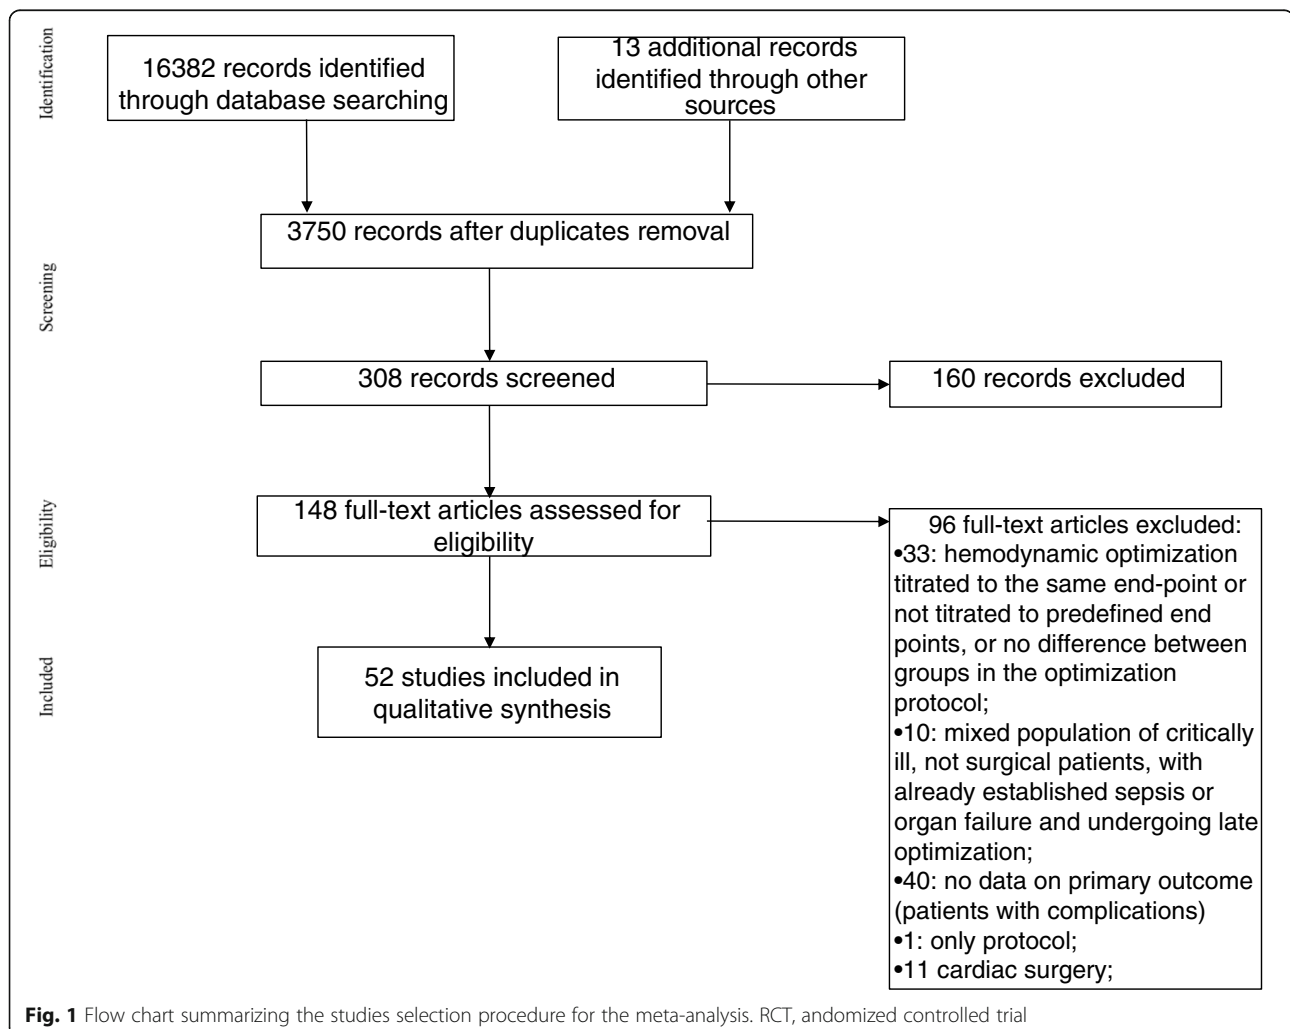 Identification
16382 records identified
through database searching
13 additional records
identified through other
sources
3750 records after duplicates removal
Screening
308 records screened
160 records excluded
Eligibility
148 full-text articles assessed for
eligibility
96 full-text articles excluded:
•33: hemodynamic optimization
titrated to the same end-point or
not titrated to predefined end
points, or no difference between
groups in the optimization
protocol;
•10: mixed population of critically
ill, not surgical patients, with
already established sepsis or
organ failure and undergoing late
optimization;
•40: no data on primary outcome
(patients with complications)
•1: only protocol;
•11 cardiac surgery;
Included
52 studies included in
qualitative synthesis
Fig. 1 Flow chart summarizing the studies selection procedure for the meta-analysis. RCT, andomized controlled trial